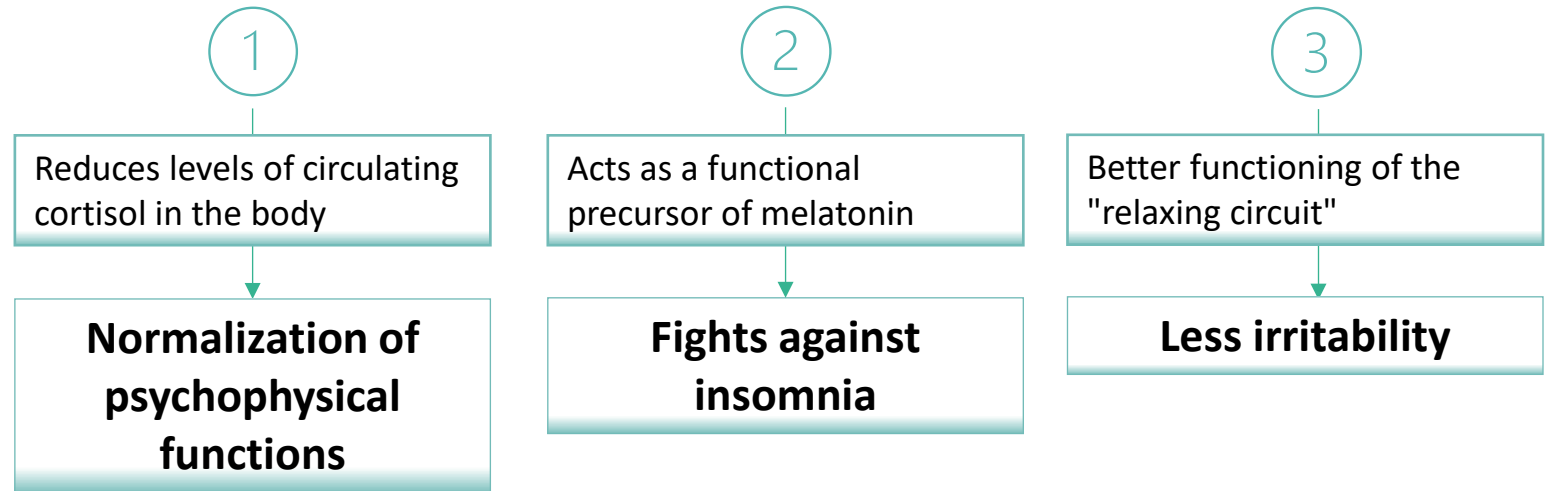 1
Reduces levels of circulating
cortisol in the body
Normalization of
psychophysical
functions
2
Acts as a functional
precursor of melatonin
Fights against
insomnia
3
Better functioning of the
"relaxing circuit"
Less irritability